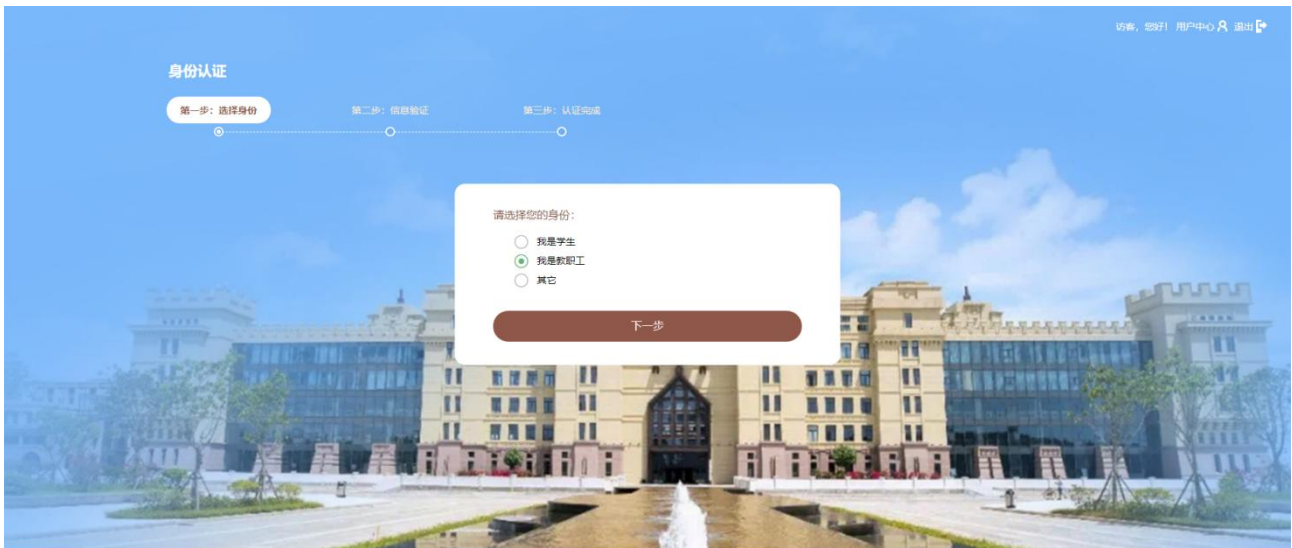 访客，您好！ 用户中心 退出
身份认证
第一步：选择身份
第二步：信息验证
第三步：认证完成
请选择您的身份：
我是学生
我是教职工
其它
下一步